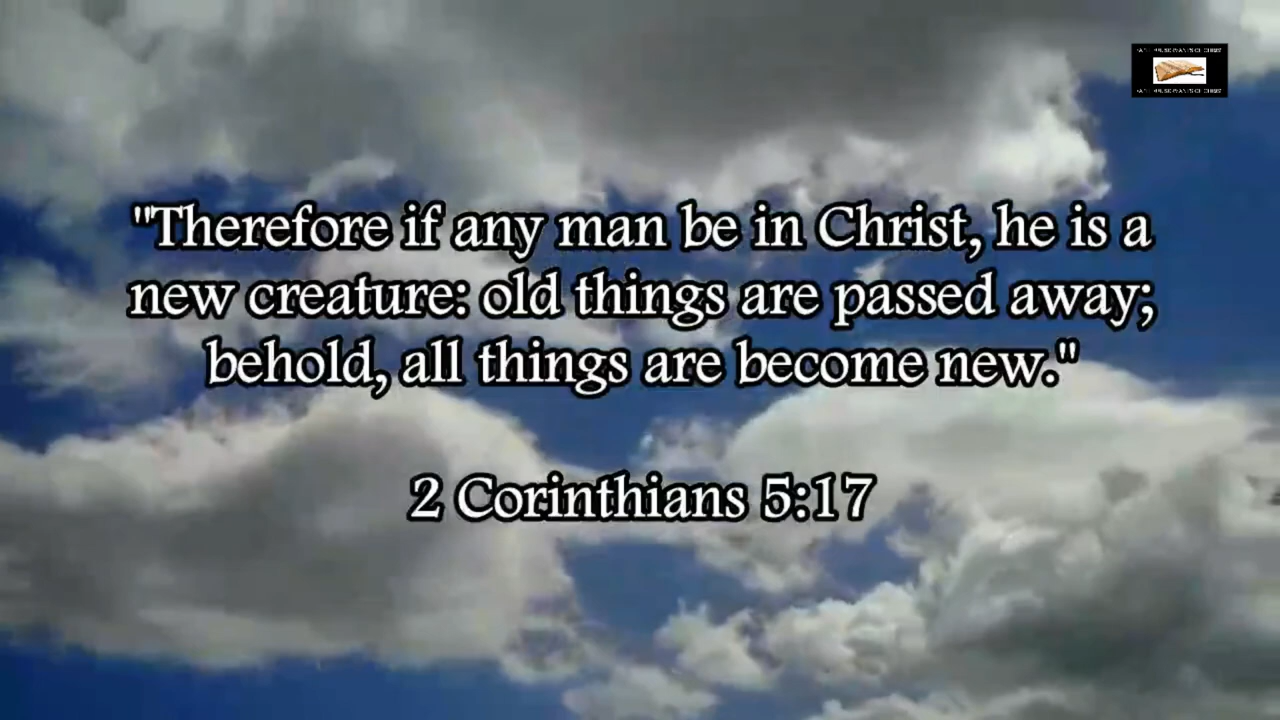 "Therefore if any man be in Christ, he is a
new creature: old things are passed away;
behold, all things are become new."
2 Corinthians 5:17